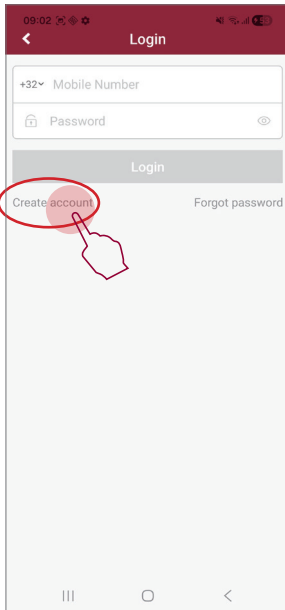 09:02
Login
+32 Mobile Number
Password
Login
Create account
Forgot password